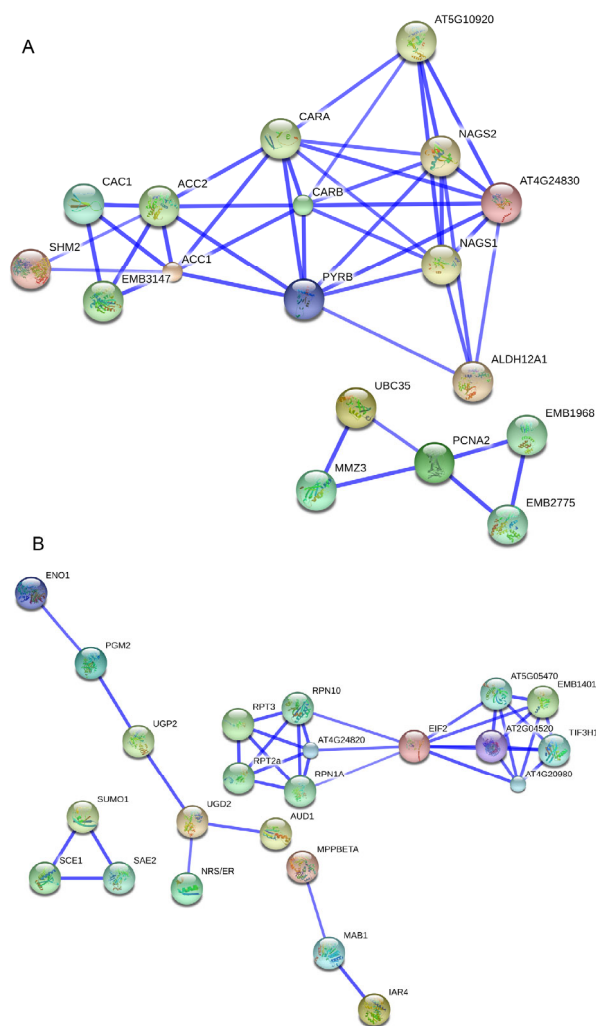 A
AT5G10920
CARA
NAGS2
AT4G24830
CAC1
ACC2
CARB
SHM2
ACC1
NAGS1
EMB3147
PYRB
ALDH12A1
UBC35
EMB1968
PCNA2
MMZ3
EMB2775
B
ENO1
PGM2
RPN10
AT5G05470
EMB1401
RPT3
UGP2
AT4G24820
EIF2
AT2G04520
TIF3H1
RPT2a
RPN1A
AT4G20980
SUMO1
UGD2
AUD1
SCE1
SAE2
NRS/ER
MPPBETA
MAB1
IAR4